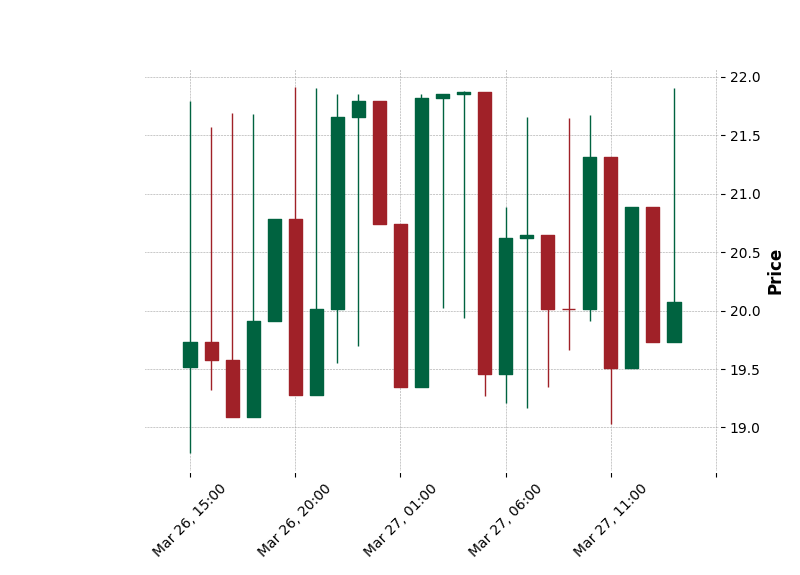 22.0
21.5
21.0
20.5
20.0
19.5
19.0
Price
Mar 26, 15:00
Mar 26, 20:00
Mar 27, 01:00
Mar 27, 06:00
Mar 27, 11:00